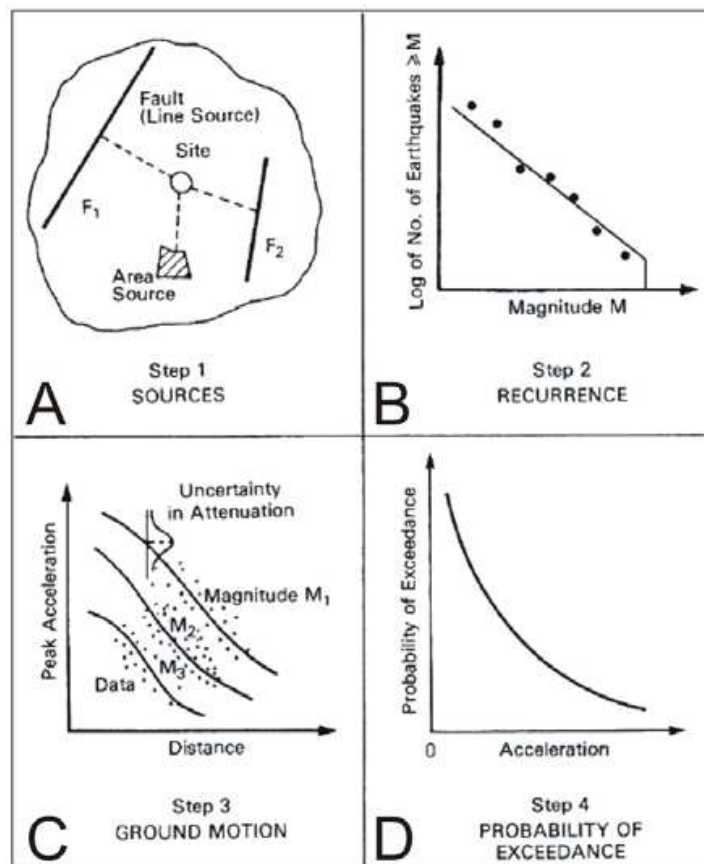 Fault
(Line Source)
Site
F1
F2
Area
Source
Step 1
A
SOURCES
Log of No. of Earthquakes ⩾ M
Magnitude M
Step 2
B
RECURRENCE
Uncertainty
in Attenuation
Peak Acceleration
Magnitude M1
M2
M3
Data
Distance
Step 3
C
GROUND MOTION
Probability of Exceedance
0
Acceleration
Step 4
D
PROBABILITY OF
EXCEEDANCE